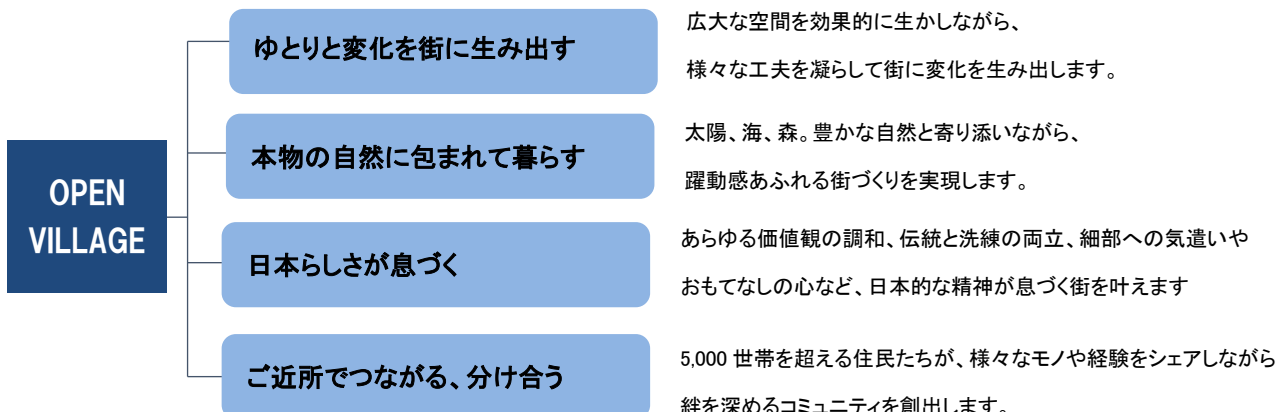 OPEN
VILLAGE
ゆとりと変化を街に生み出す
広大な空間を効果的に生かしながら、
様々な工夫を凝らして街に変化を生み出します。
本物の自然に包まれて暮らす
太陽、海、森。豊かな自然と寄り添いながら、
躍動感あふれる街づくりを実現します。
日本らしさが息づく
あらゆる価値観の調和、伝統と洗練の両立、細部への気遣いや
おもてなしの心など、日本的な精神が息づく街を叶えます
ご近所でつながる、分け合う
5,000 世帯を超える住民たちが、様々なモノや経験をシェアしながら
絆を深めるコミュニティを創出します。